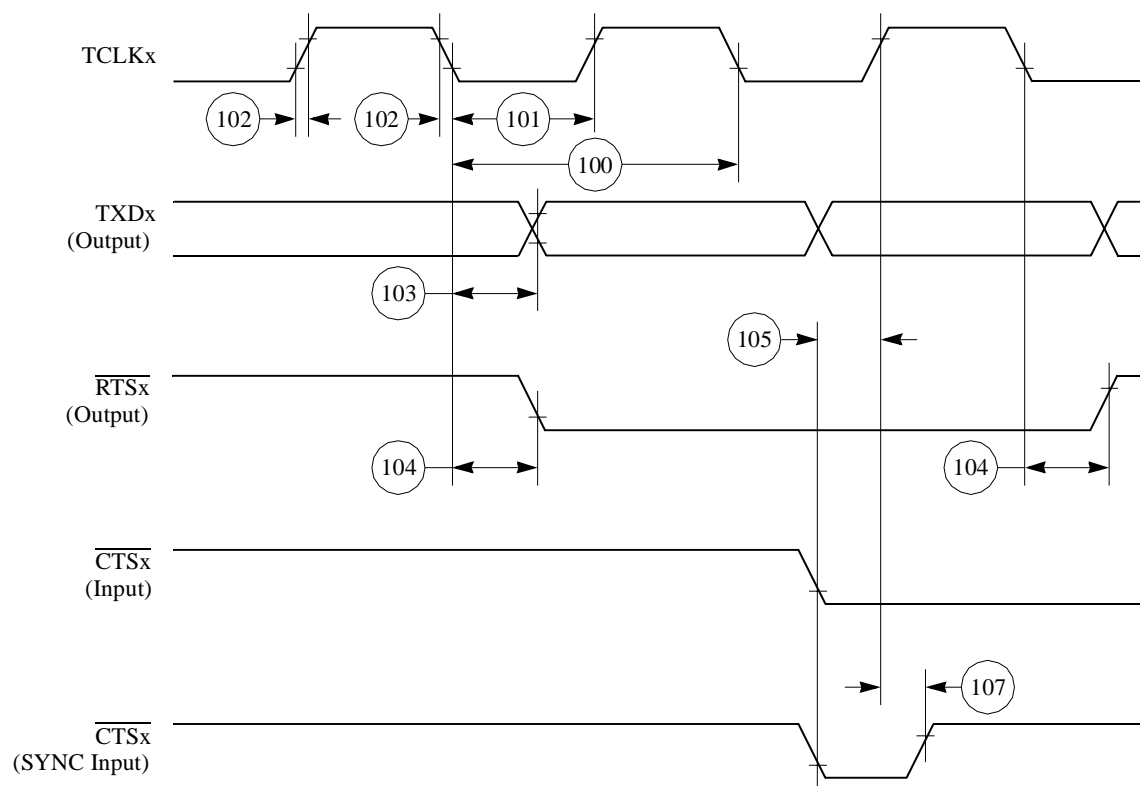 TCLKx
102
102
101
100
TXDx
(Output)
103
105
RTSx
(Output)
104
104
CTSx
(Input)
107
CTSx
(SYNC Input)